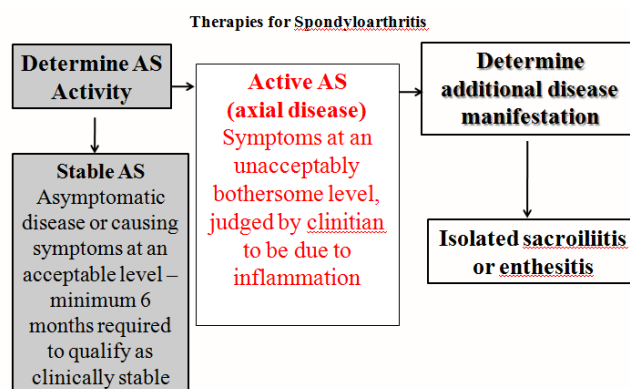 Therapies for Spondyloarthritis
Determine AS
Activity
Stable AS
Asymptomatic
disease or causing
symptoms at an
acceptable level –
minimum 6
months required
to qualify as
clinically stable
Active AS
(axial disease)
Symptoms at an
unacceptably
bothersome level,
judged by clinitian
to be due to
inflammation
Determine
additional disease
manifestation
Isolated sacroiliitis
or enthesitis